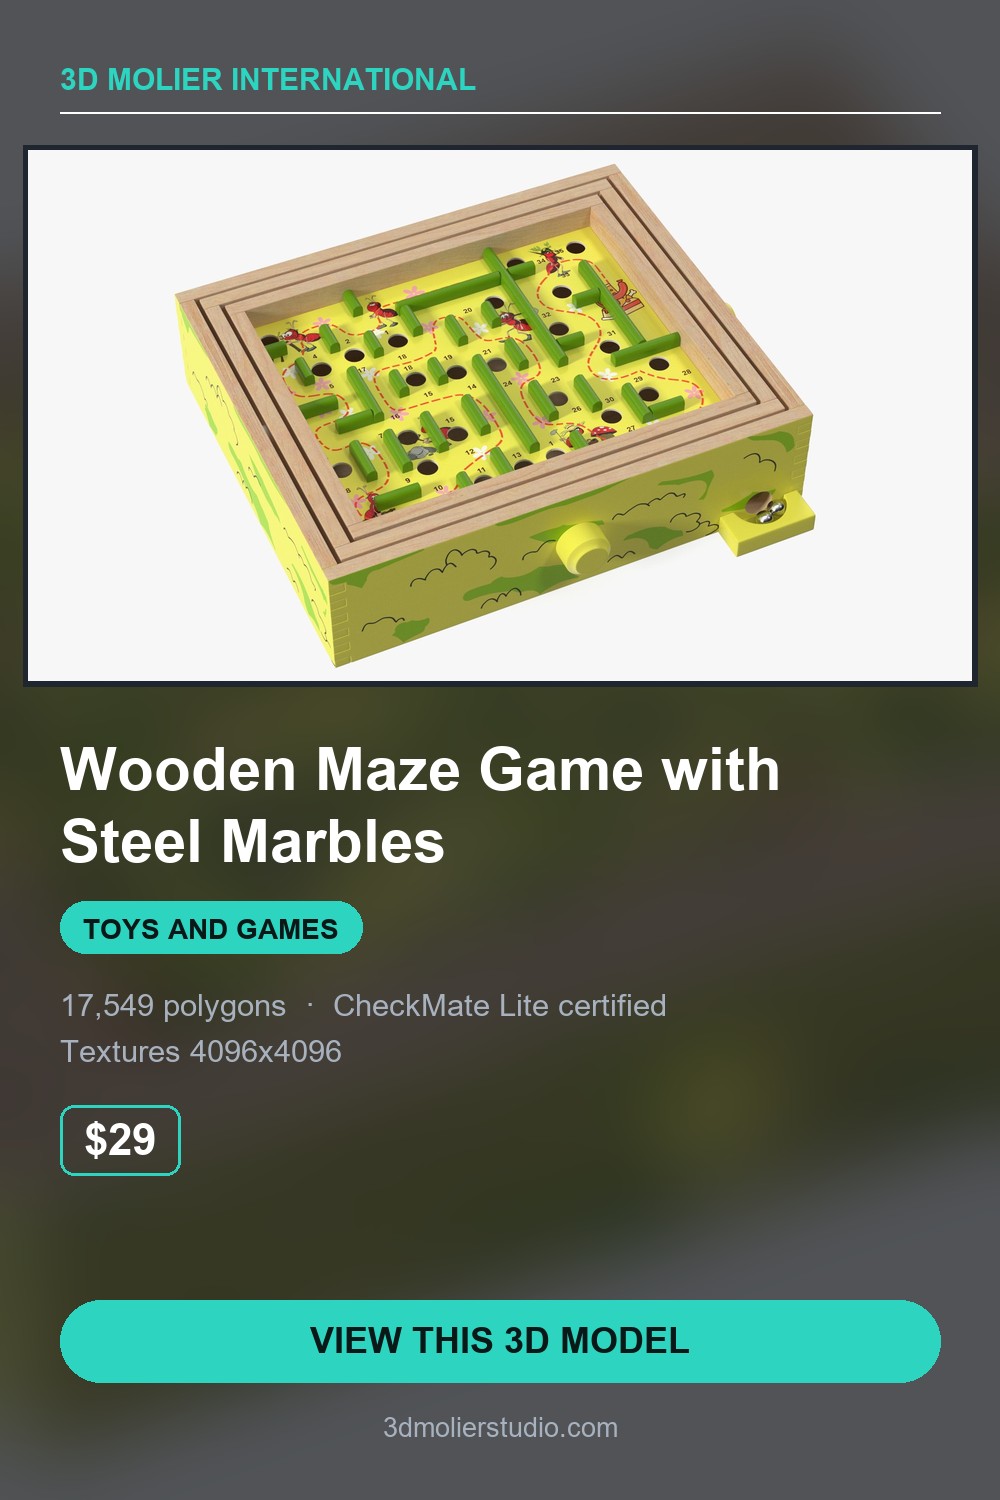 3D MOLIER INTERNATIONAL
Wooden Maze Game with
Steel Marbles
TOYS AND GAMES
17,549 polygons · CheckMate Lite certified
Textures 4096x4096
$29
VIEW THIS 3D MODEL
3dmolierstudio.com